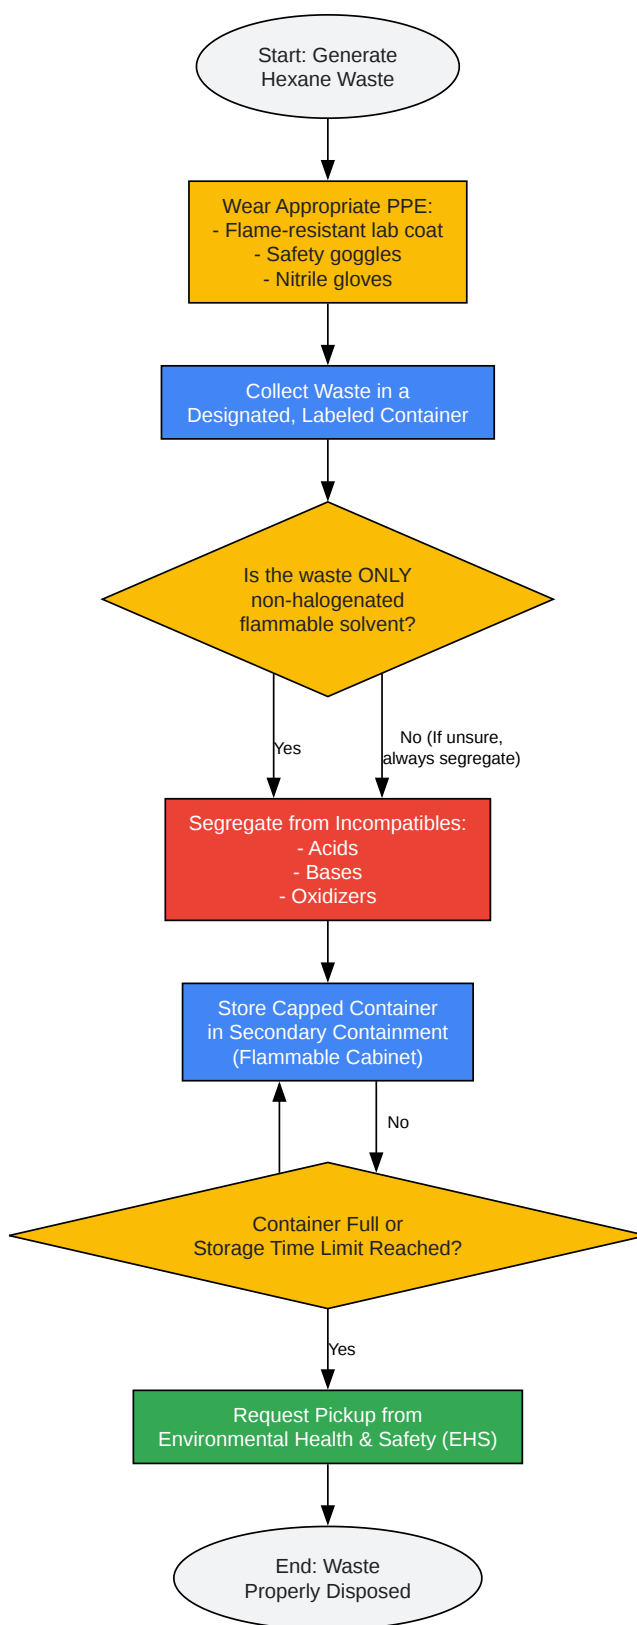 Start: Generate
Hexane Waste
Wear Appropriate PPE:
- Flame-resistant lab coat
- Safety goggles
- Nitrile gloves
Collect Waste in a
Designated, Labeled Container
Is the waste ONLY
non-halogenated
flammable solvent?
Yes
No (If unsure,
always segregate)
Segregate from Incompatibles:
- Acids
- Bases
- Oxidizers
Store Capped Container
in Secondary Containment
(Flammable Cabinet)
No
Container Full or
Storage Time Limit Reached?
Yes
Request Pickup from
Environmental Health & Safety (EHS)
End: Waste
Properly Disposed